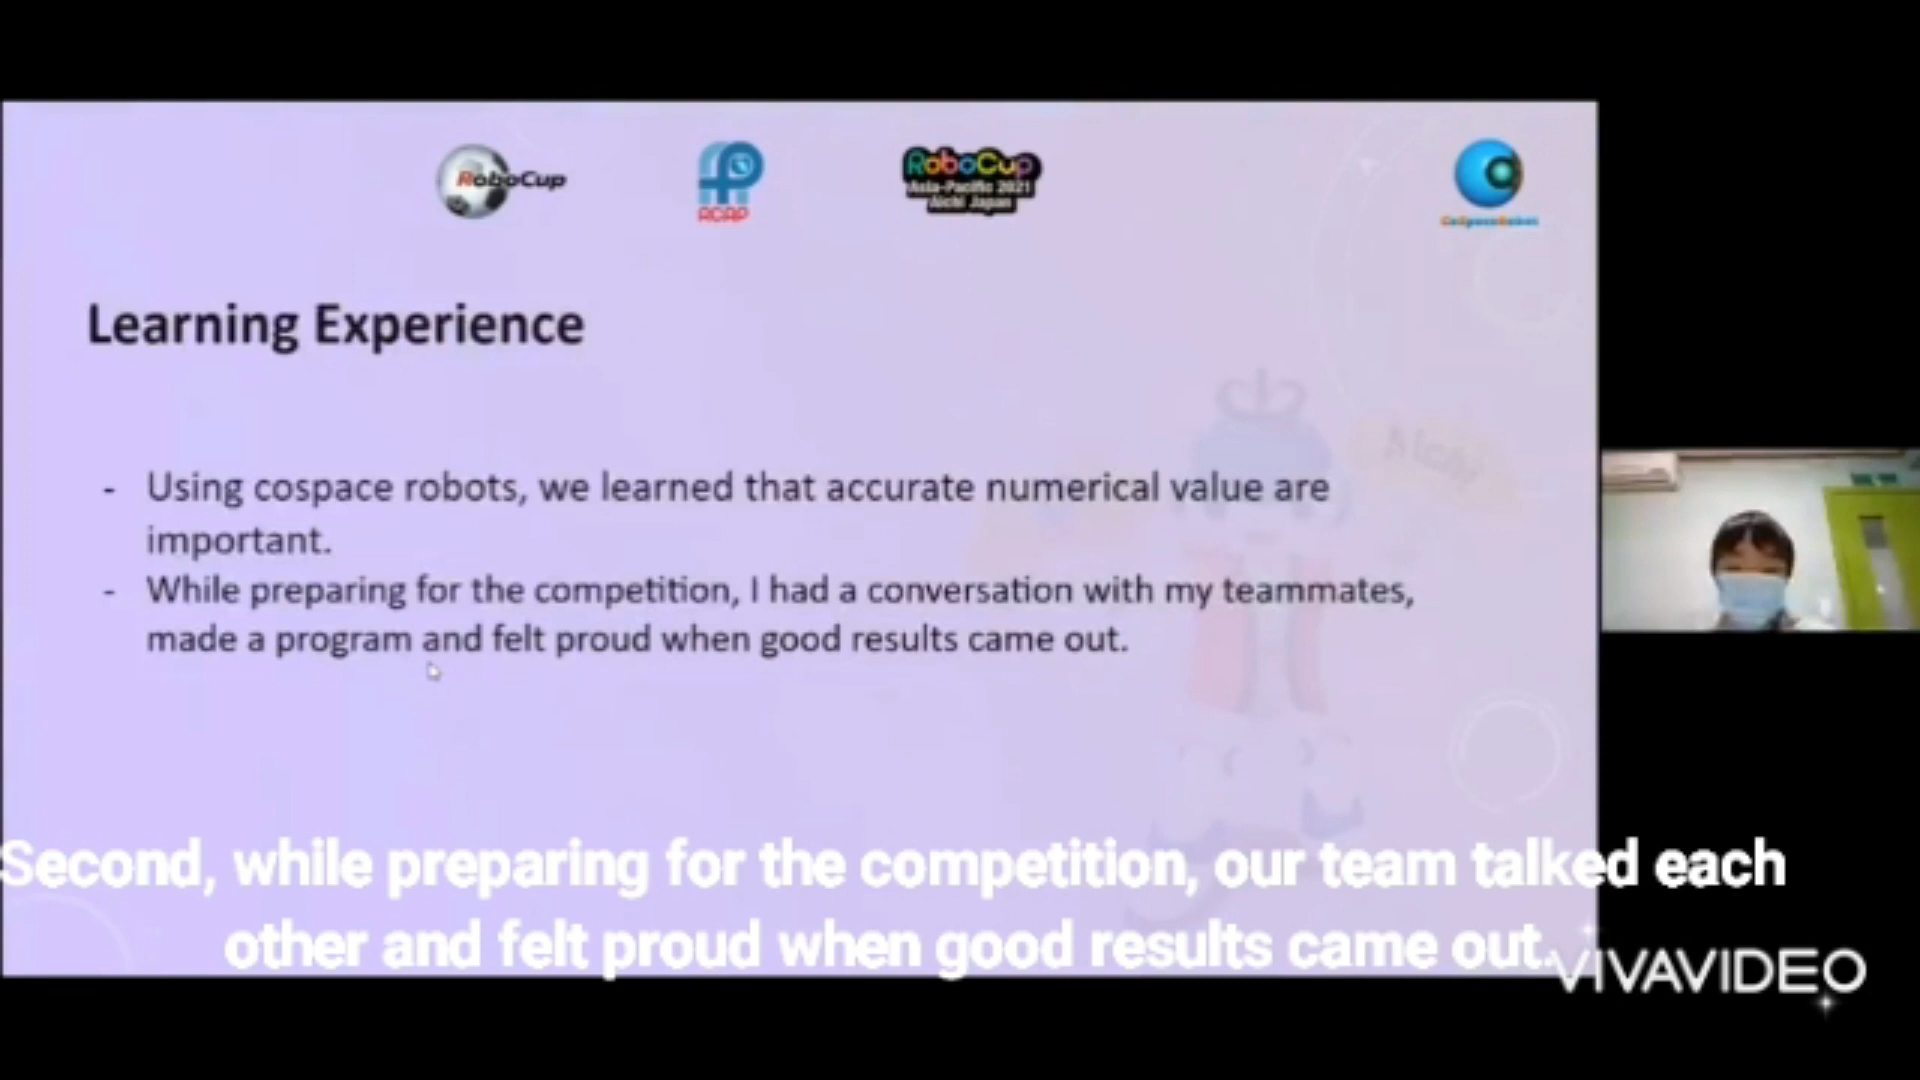 RoboCup
RCAP
RoboCup
Asia-Pacific 2021
Aichi Japan
CoSpaceRobot
Learning Experience
Aichi
- Using cospace robots, we learned that accurate numerical value are
important.
- While preparing for the competition, I had a conversation with my teammates,
made a program and felt proud when good results came out.
Second, while preparing for the competition, our team talked each
other and felt proud when good results came out.
VIVAVIDEO